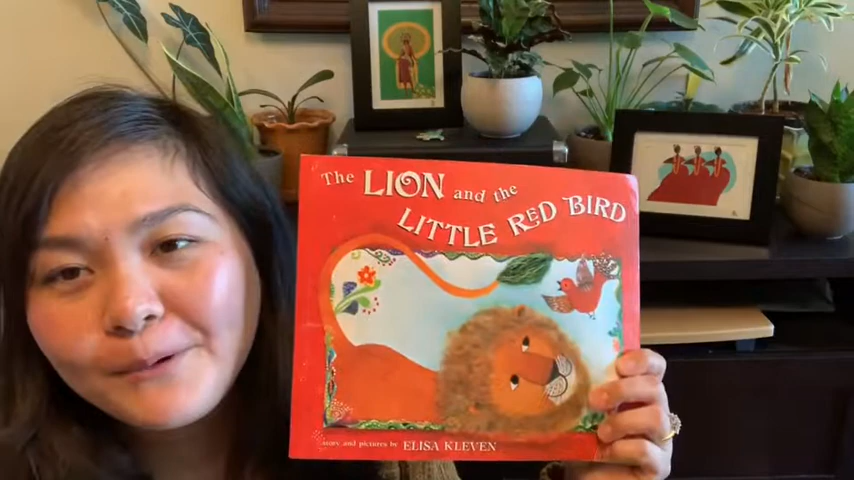 The LION and the
LITTLE RED BIRD
story and pictures by ELISA KLEVEN